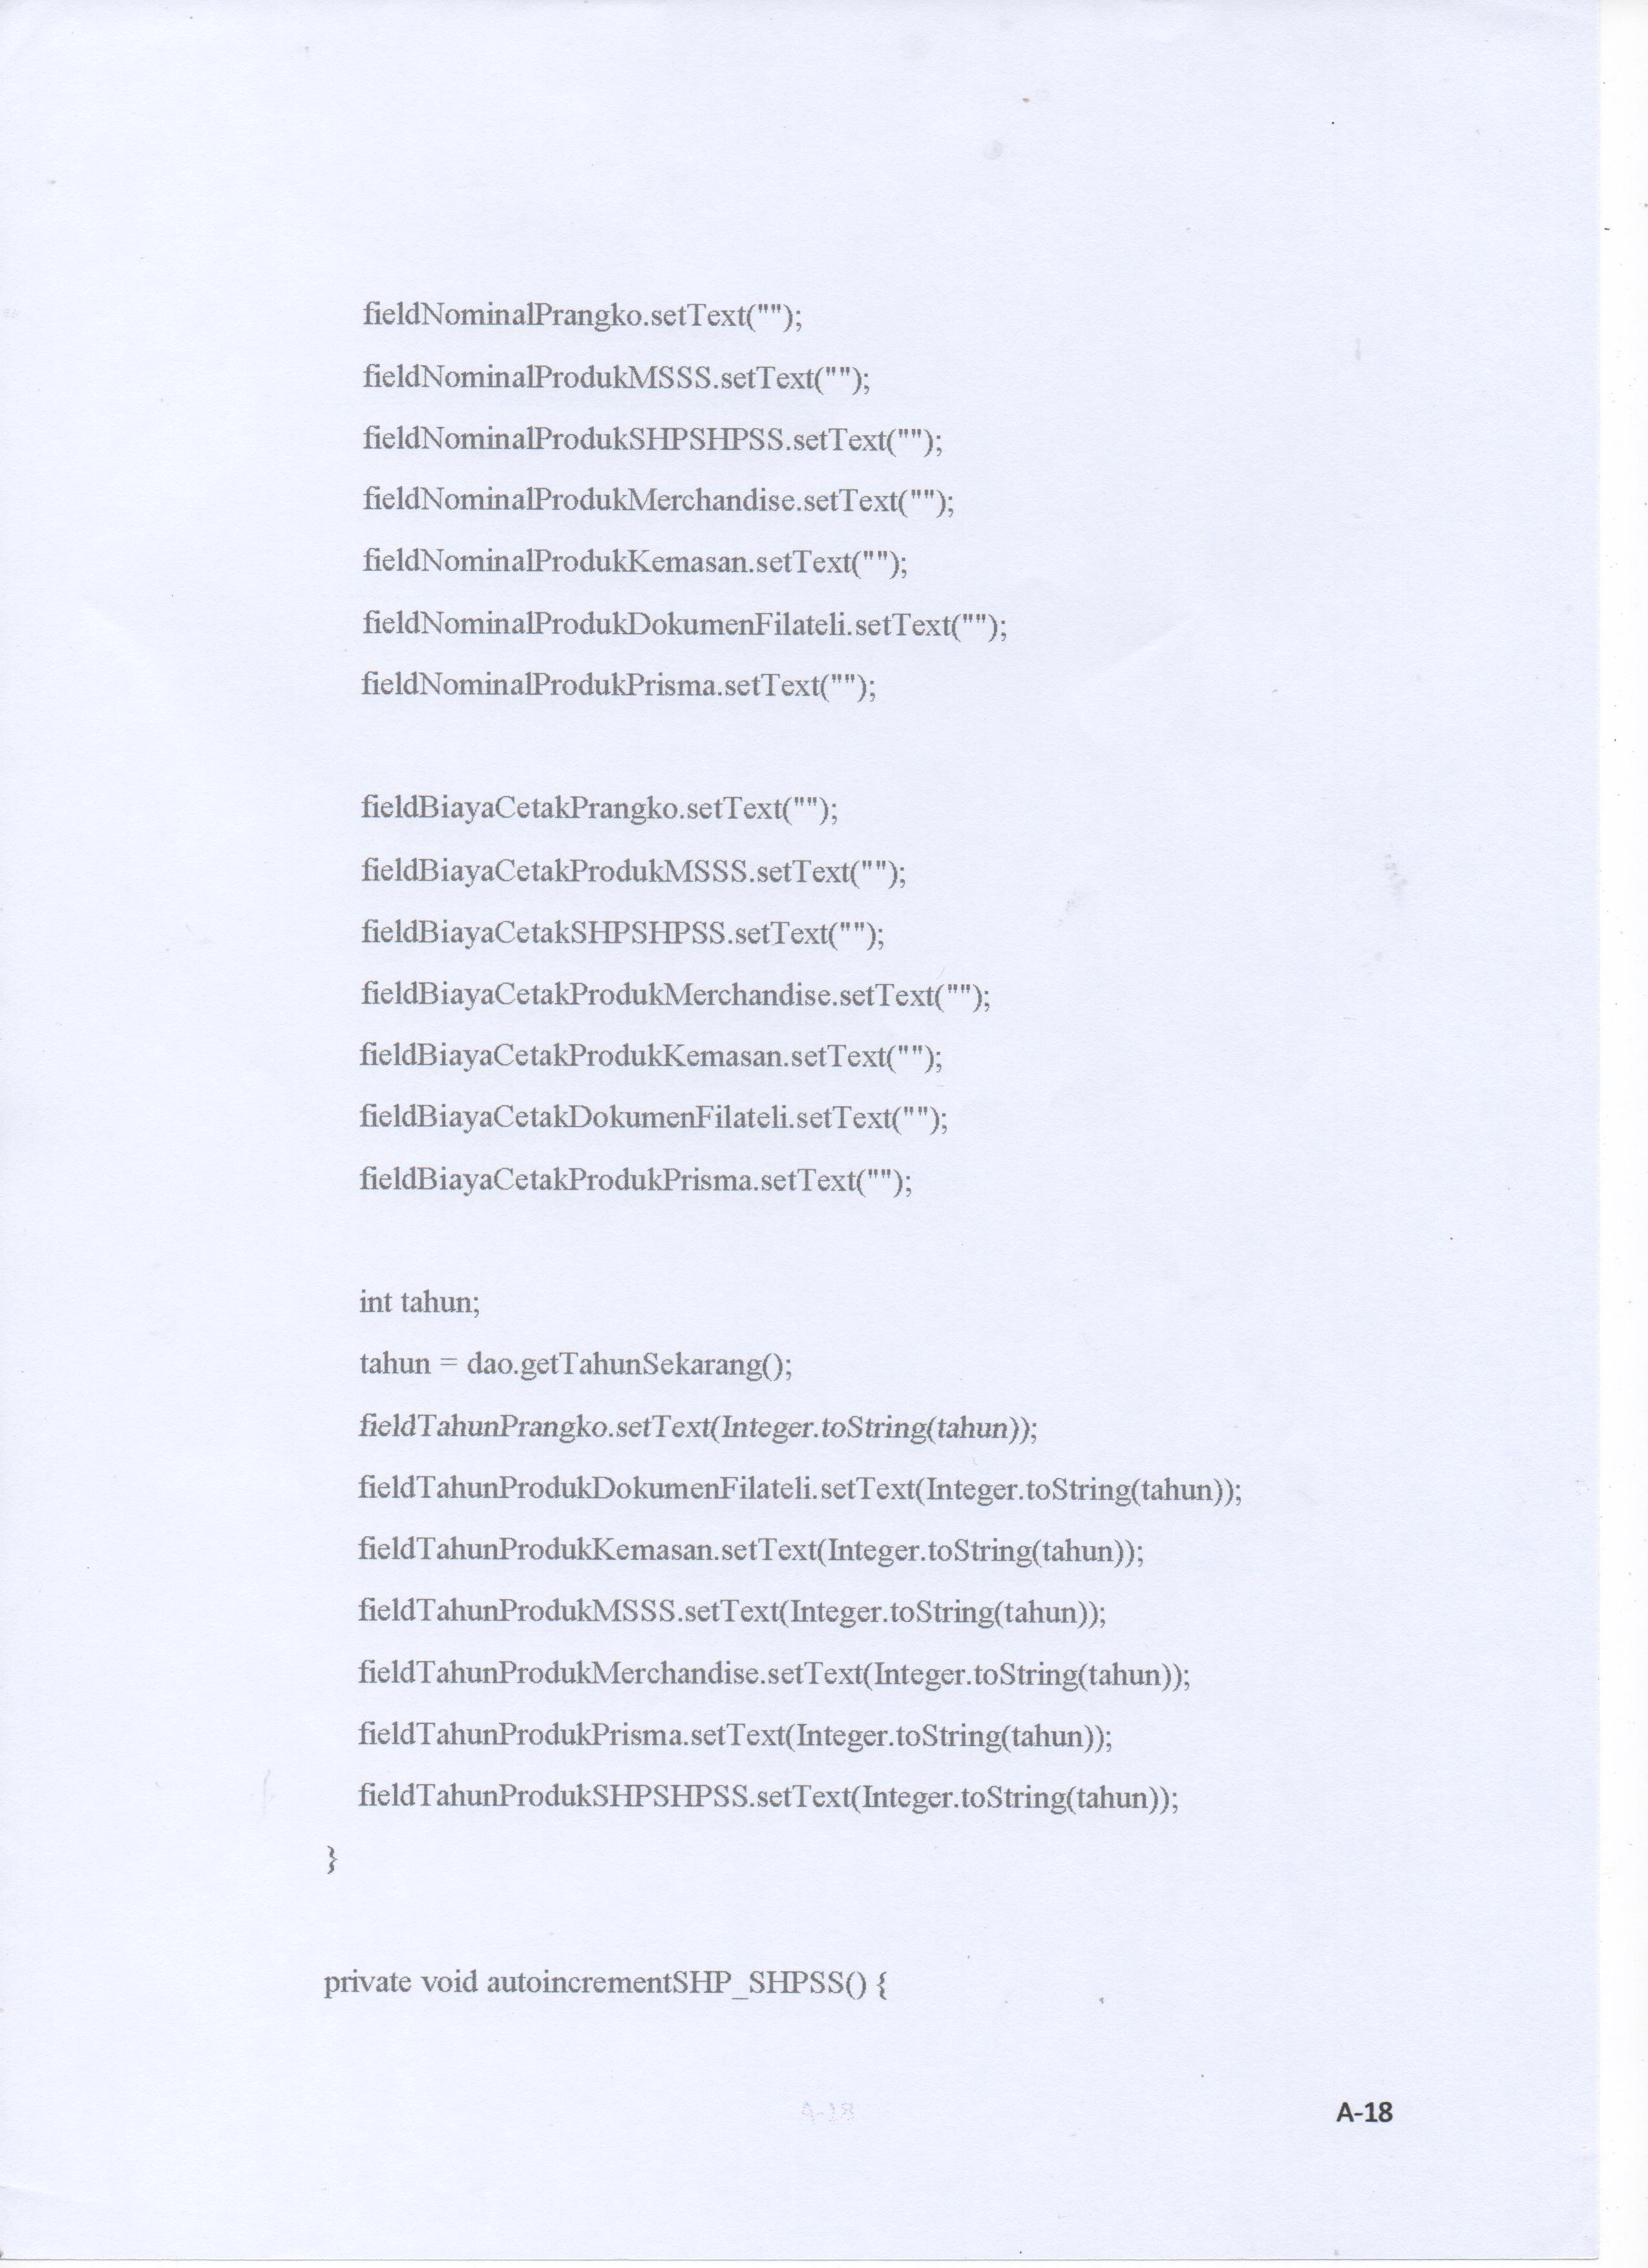 fieldNominalPrangko.setText("");
fieldNominalProdukMSSS.setText("");
fieldNominalProdukSHPSHPSS.setText("");
fieldNominalProdukMerchandise.setText("");
fieldNominalProdukKemasan.setText("");
fieldNominalProdukDokumenFilateli.setText("");
fieldNominalProdukPrisma.setText("");
fieldBiayaCetakPrangko.setText("");
fieldBiayaCetakProdukMSSS.setText("");
fieldBiayaCetakSHPSHPSS.setText("");
fieldBiayaCetakProdukMerchandise.setText("");
fieldBiayaCetakProdukKemasan.setText("");
fieldBiayaCetakDokumenFilateli.setText("");
fieldBiayaCetakProdukPrisma.setText("");
int tahun;
tahun = dao.getTahunSekarang();
fieldTahunPrangko.setText(Integer.toString(tahun));
fieldTahunProdukDokumenFilateli.setText(Integer.toString(tahun));
fieldTahunProdukKemasan.setText(Integer.toString(tahun));
fieldTahunProdukMSSS.setText(Integer.toString(tahun));
fieldTahunProdukMerchandise.setText(Integer.toString(tahun));
fieldTahunProdukPrisma.setText(Integer.toString(tahun));
fieldTahunProdukSHPSHPSS.setText(Integer.toString(tahun));
}
private void autoincrementSHP_SHPSS() {
A-18 A-18